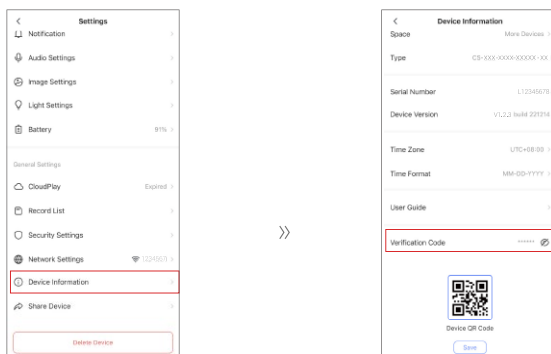 Settings
Notification
Audio Settings
Image Settings
Light Settings
Battery 91%
General Settings
CloudPlay Expired
Record List
Security Settings
Network Settings
Device Information
Share Device
Delete Device
Device Information
Space More Devices
Type CS-XXX-XXXX-XXXXX-XX
Serial Number L12345678
Device Version V1.2.3 build 221214
Time Zone UTC+08:00
Time Format MM-DD-YYYY
User Guide
Verification Code ******
Device QR Code
Save